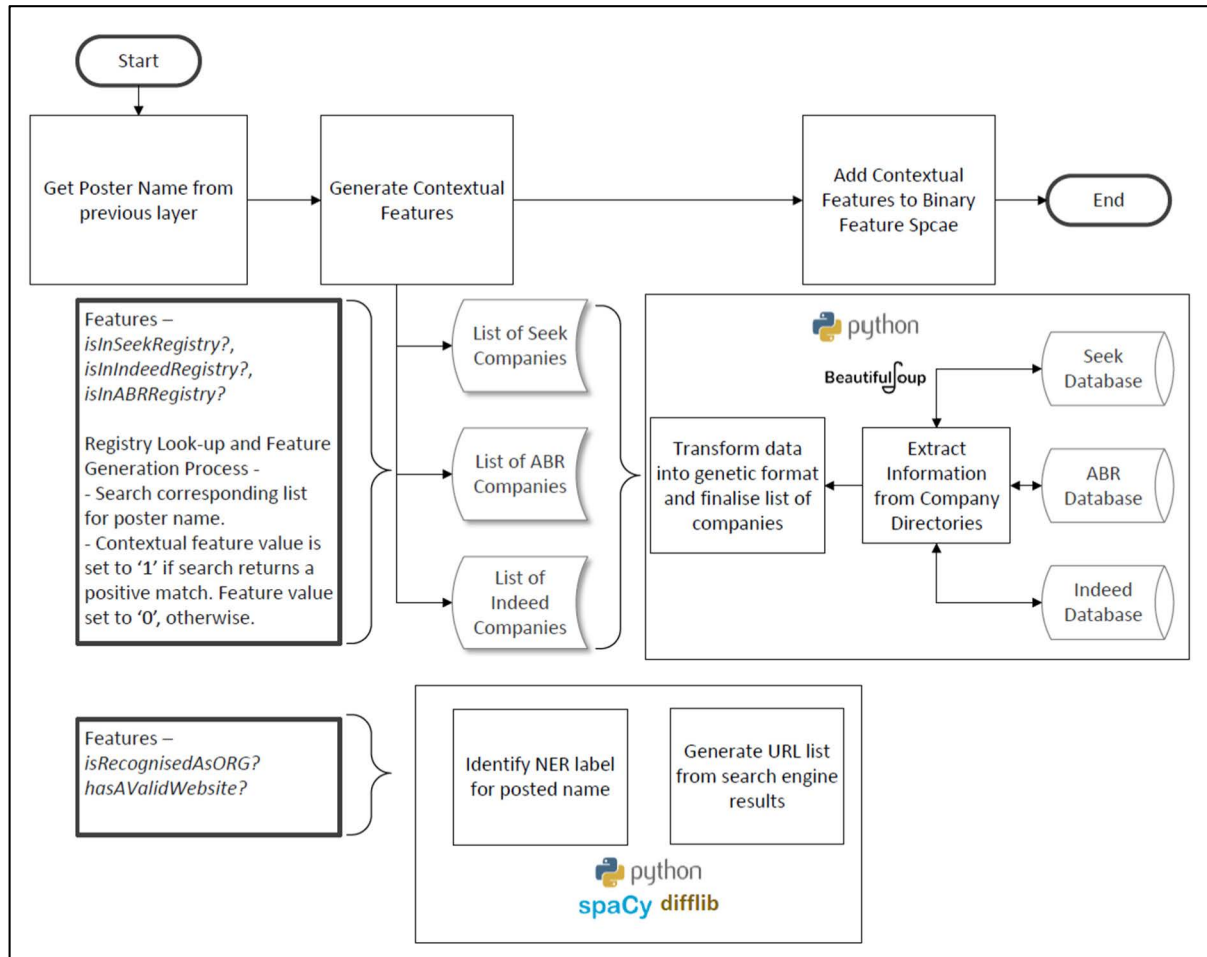 Start
Get Poster Name from
previous layer
Generate Contextual
Features
Add Contextual
Features to Binary
Feature Spcae
End
Features –
isInSeekRegistry?,
isInIndeedRegistry?,
isInABRRegistry?
Registry Look-up and Feature
Generation Process -
- Search corresponding list
for poster name.
- Contextual feature value is
set to ‘1’ if search returns a
positive match. Feature value
set to ‘0’, otherwise.
List of Seek
Companies
List of ABR
Companies
List of
Indeed
Companies
python
BeautifulSoup
Transform data
into genetic format
and finalise list of
companies
Extract
Information
from Company
Directories
Seek
Database
ABR
Database
Indeed
Database
Features –
isRecognisedAsORG?
hasAValidWebsite?
Identify NER label
for posted name
Generate URL list
from search engine
results
python
spaCy difflib